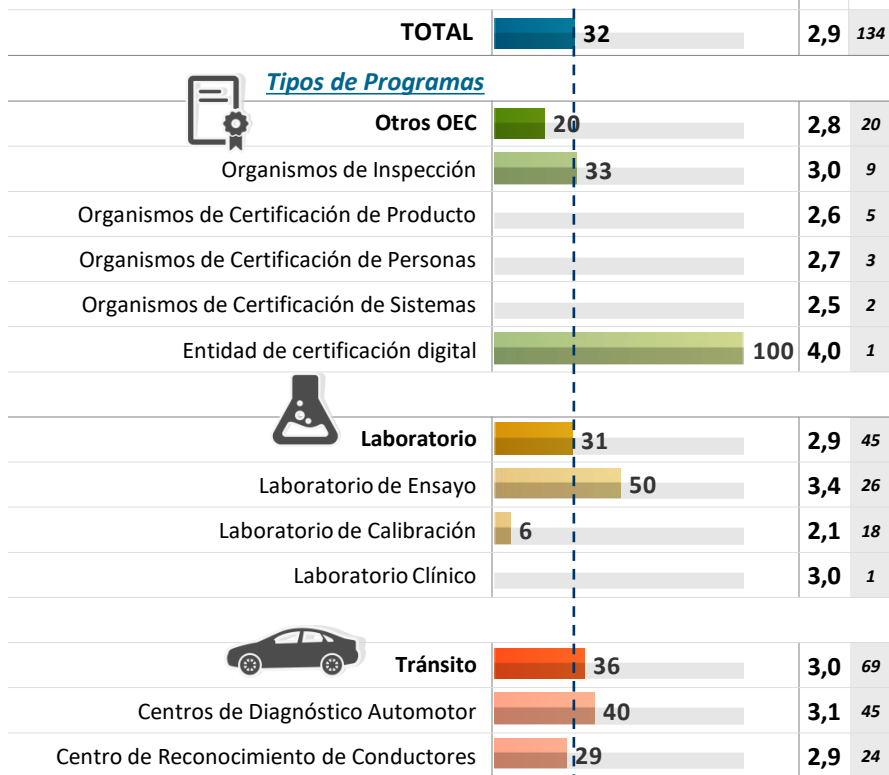 TOTAL 32 2,9 134
Tipos de Programas
Otros OEC 20 2,8 20
Organismos de Inspección 33 3,0 9
Organismos de Certificación de Producto 2,6 5
Organismos de Certificación de Personas 2,7 3
Organismos de Certificación de Sistemas 2,5 2
Entidad de certificación digital 100 4,0 1
Laboratorio 31 2,9 45
Laboratorio de Ensayo 50 3,4 26
Laboratorio de Calibración 6 2,1 18
Laboratorio Clínico 3,0 1
Tránsito 36 3,0 69
Centros de Diagnóstico Automotor 40 3,1 45
Centro de Reconocimiento de Conductores 29 2,9 24